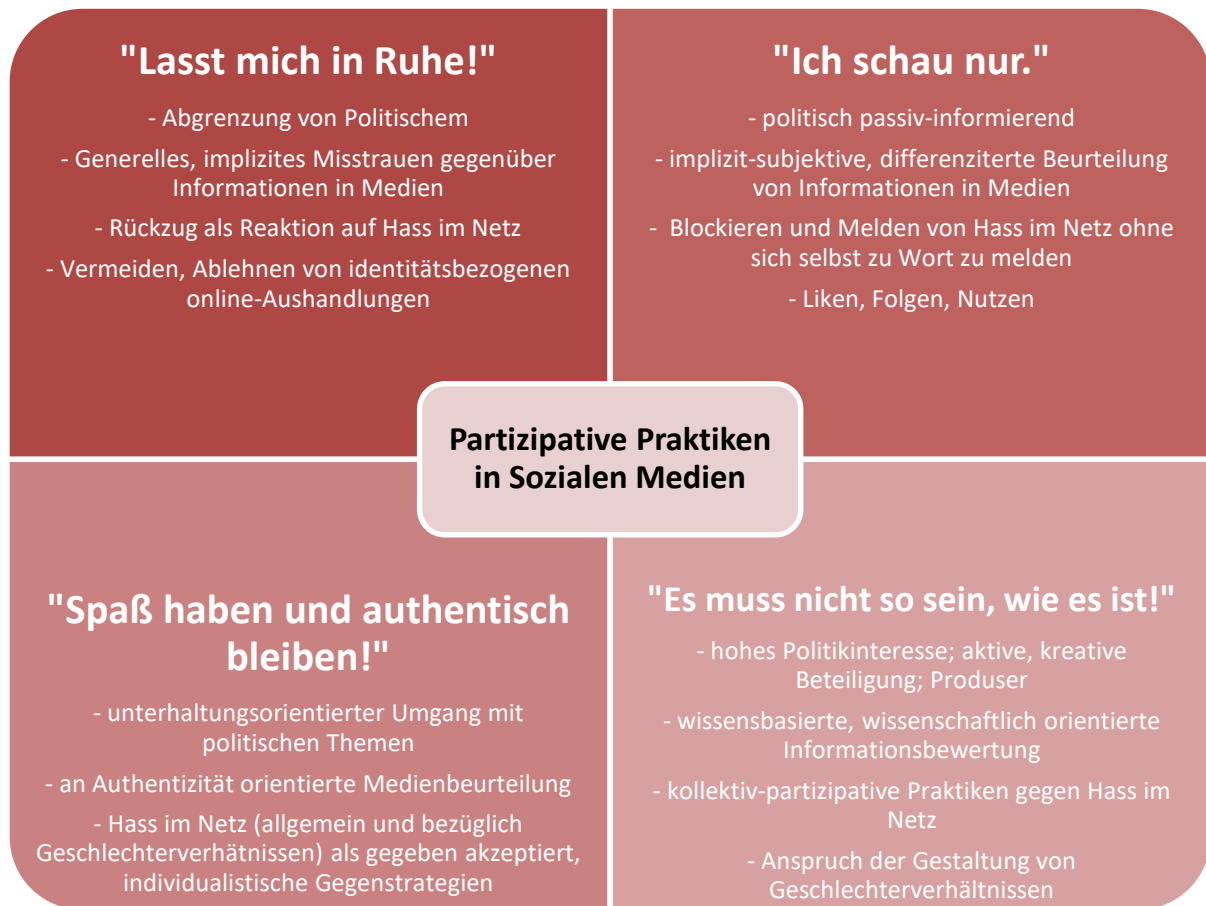 "Lasst mich in Ruhe!"
- Abgrenzung von Politischem
- Generelles, implizites Misstrauen gegenüber
Informationen in Medien
- Rückzug als Reaktion auf Hass im Netz
- Vermeiden, Ablehnen von identitätsbezogenen
online-Aushandlungen
"Ich schau nur."
- politisch passiv-informierend
- implizit-subjektive, differenziterte Beurteilung
von Informationen in Medien
- Blockieren und Melden von Hass im Netz ohne
sich selbst zu Wort zu melden
- Liken, Folgen, Nutzen
Partizipative Praktiken
in Sozialen Medien
"Spaß haben und authentisch
bleiben!"
- unterhaltungsorientierter Umgang mit
politischen Themen
- an Authentizität orientierte Medienbeurteilung
- Hass im Netz (allgemein und bezüglich
Geschlechterverhätnissen) als gegeben akzeptiert,
individualistische Gegenstrategien
"Es muss nicht so sein, wie es ist!"
- hohes Politikinteresse; aktive, kreative
Beteiligung; Produser
- wissensbasierte, wissenschaftlich orientierte
Informationsbewertung
- kollektiv-partizipative Praktiken gegen Hass im
Netz
- Anspruch der Gestaltung von
Geschlechterverhältnissen